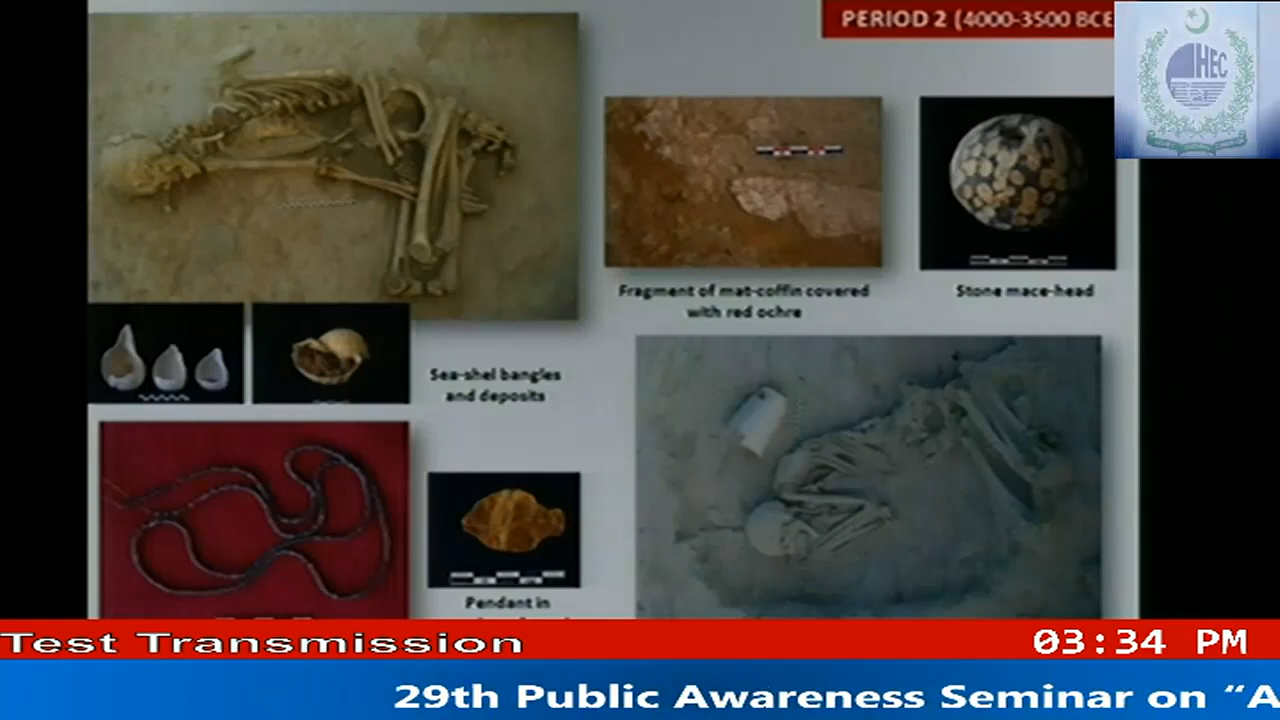 PERIOD 2 (4000-3500 BCE
HEC
Fragment of mat-coffin covered
with red ochre
Stone mace-head
Sea-shel bangles
and deposits
Pendant in
Test Transmission
03:34 PM
29th Public Awareness Seminar on “A